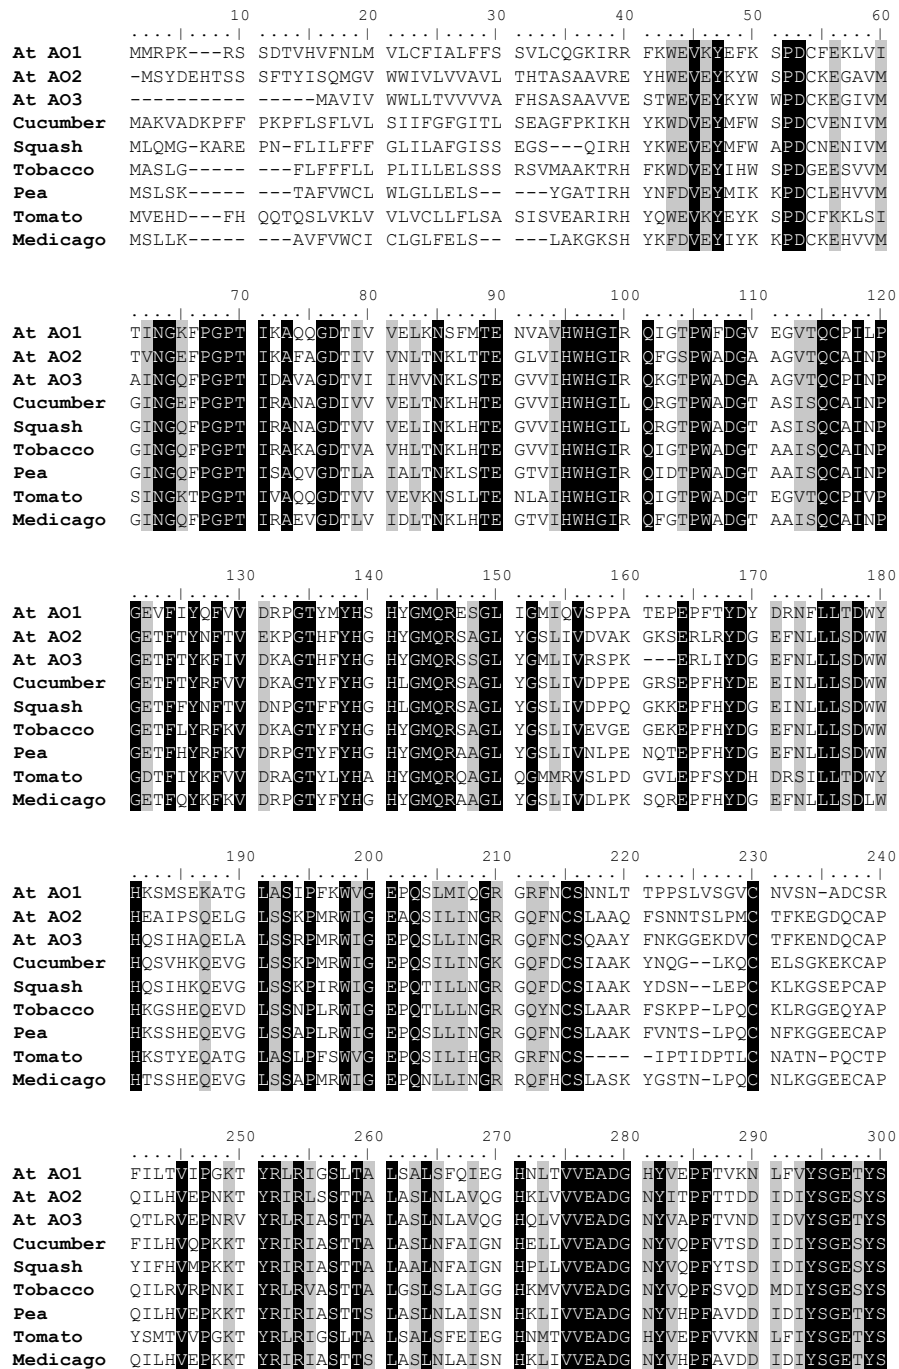 10 20 30 40 50 60
At AO1 MMRPK---RS SDTVHVFNLM VLCFIALFFS SVLCQGKIRR FKWEVKYEFK SPDCFEKLVI
At AO2 -MSYDEHTSS SFTYISQMGV WWIVLVVAVL THTASAAVRE YHWEVEYKYW SPDCKEGAVM
At AO3 ---------- -----MAVIV WWLLTVVVVA FHSASAAVVE STWEVEYKYW WPDCKEGIVM
Cucumber MAKVADKPFF PKPFLSFLVL SIIFGFGITL SEAGFPKIKH YKWDVEYMFW SPDCVENIVM
Squash MLQMG-KARE PN-FLILFFF GLILAFGISS EGS---QIRH YKWEVEYMFW APDCNENIVM
Tobacco MASLG----- ---FLFFFLL PLILLELSSS SRSVMAAKTRH FKWDVEYIHW SPDGEESVVM
Pea MSLSK----- ---TAFVWCL WLGLLELS-- ---YGATIRH YNFDVEYMIK KPDCLEHVVM
Tomato MVEHD---FH QQTQSLVKLV VLVCLLFLSA SISVEARIRH YQWEVKYEYK SPDCFKKLSI
Medicago MSLLK----- ---AVFVWCI CLGLFELS-- ---LAKGKSH YKFDVEYIYK KPDCKEHVVM
70 80 90 100 110 120
At AO1 TINGKFPGPT IKAQQGDTIV VELKNSFMTE NVAVHWHGIR QIGTPWFDGV EGVTQCPILP
At AO2 TVNGEFPGPT IKAFAGDTIV VNLTNKLTTE GLVIHWHGIR QFGSPWADGA AGVTQCAINP
At AO3 AINGQFPGPT IDAVAGDTVI IHVVNKLSTE GVVIHWHGIR QKGTPWADGA AGVTQCPINP
Cucumber GINGEFPGPT IRANAGDIVV VELTNKLHTE GVVIHWHGIL QRGTPWADGT ASISQCAINP
Squash GINGQFPGPT IRANAGDTVV VELINKLHTE GVVIHWHGIL QRGTPWADGT ASISQCAINP
Tobacco GINGQFPGPT IRAKAGDTVA VHLTNKLHTE GVVIHWHGIR QIGTPWADGT AAISQCAINP
Pea GINGQFPGPT ISAQVGDTLA IALTNKLSTE GTVIHWHGIR QIDTPWADGT AAISQCAINP
Tomato SINGKTPGPT IVAQQGDTVV VEVKNSLLTE NLAIHWHGIR QIGTPWADGT EGVTQCPIVP
Medicago GINGQFPGPT IRAEVGDTLV IDLTNKLHTE GTVIHWHGIR QFGTPWADGT AAISQCAINP
130 140 150 160 170 180
At AO1 GEVFIYQFVV DRPGTYMYHS HYGMQRESGL IGMIQVSPPA TEPEPFTYDY DRNFLLTDWY
At AO2 GETFTYNFTV EKPGTHFYHG HYGMQRSAGL YGSLIVDVAK GKSERLRYDG EFNLLLSDWW
At AO3 GETFTYKFIV DKAGTHFYHG HYGMQRSSGL YGMLIVRSPK ---ERLIYDG EFNLLLSDWW
Cucumber GETFTYRFVV DKAGTYFYHG HLGMQRSAGL YGSLIVDPPE GRSEPFHYDE EINLLLSDWW
Squash GETFFYNFTV DNPGTFFYHG HLGMQRSAGL YGSLIVDPPQ GKKEPFHYDG EINLLLSDWW
Tobacco GETFLYRFKV DKAGTYFYHG HYGMQRSAGL YGSLIVEVGE GEKEPFHYDG EFNLLLSDWW
Pea GETFHYRFKV DRPGTYFYHG HYGMQRAAGL YGSLIVNLPE NQTEPFHYDG EFNLLLSDWW
Tomato GDTFIYKFVV DRAGTYLYHA HYGMQRQAGL QGMMRVSLPD GVLEPFSYDH DRSILLTDWY
Medicago GETFQYKFKV DRPGTYFYHG HYGMQRAAGL YGSLIVDLPK SQREPFHYDG EFNLLLSDLW
190 200 210 220 230 240
At AO1 HKSMSEKATG LASIPFKWVG EPQSLMIQGR GRFNCSNNLT TPPSLVSGVC NVSN-ADCSR
At AO2 HEAIPSQELG LSSKPMRWIG EAQSILINGR GQFNCSLAAQ FSNNTSLPMC TFKEGDQCAP
At AO3 HQSIHAQELA LSSRPMRWIG EPQSLLINGR GQFNCSQAAY FNKGGEKDVC TFKENDQCAP
Cucumber HQSVHKQEVG LSSKPMRWIG EPQSILINGK GQFDCSIAAK YNQG--LKQC ELSGKEKCAP
Squash HQSIHKQEVG LSSKPIRWIG EPQTILLNGR GQFDCSIAAK YDSN--LEPC KLKGSEPCAP
Tobacco HKGSHEQEVD LSSNPLRWIG EPQTLLLNGR GQYNCSLAAR FSKPP-LPQC KLRGGEQYAP
Pea HKSSHEQEVG LSSAPLRWIG EPQSLLINGR GQFNCSLAAK FVNTS-LPQC NFKGGEECAP
Tomato HKSTYEQATG LASLPFSWVG EPQSILIHGR GRFNCS---- -IPTIDPTLC NATN-PQCTP
Medicago HTSSHEQEVG LSSAPMRWIG EPQNLLINGR RQFHCSLASK YGSTN-LPQC NLKGGEECAP
250 260 270 280 290 300
At AO1 FILTVIPGKT YRLRIGSLTA LSALSFQIEG HNLTVVEADG HYVEPFTVKN LFVYSGETYS
At AO2 QILHVEPNKT YRIRLSSTTA LASLNLAVQG HKLVVVEADG NYITPFTTDD IDIYSGESYS
At AO3 QTLRVEPNRV YRLRIASTTA LASLNLAVQG HQLVVVEADG NYVAPFTVND IDVYSGETYS
Cucumber FILHVQPKKT YRIRIASTTA LASLNFAIGN HELLVVEADG NYVQPFVTSD IDIYSGESYS
Squash YIFHVMPKKT YRIRIASTTA LAALNFAIGN HPLLVVEADG NYVQPFYTSD IDIYSGESYS
Tobacco QILRVRPNKI YRLRVASTTA LGSLSLAIGG HKMVVVEADG NYVQPFSVQD MDIYSGESYS
Pea QILHVEPKKT YRIRIASTTS LASLNLAISN HKLIVVEADG NYVHPFAVDD IDIYSGETYS
Tomato YSMTVVPGKT YRLRIGSLTA LSALSFEIEG HNMTVVEADG HYVEPFVVKN LFIYSGETYS
Medicago QILHVEPKKT YRIRIASTTS LASLNLAISN HKLIVVEADG NYVHPFAVDD IDIYSGETYS